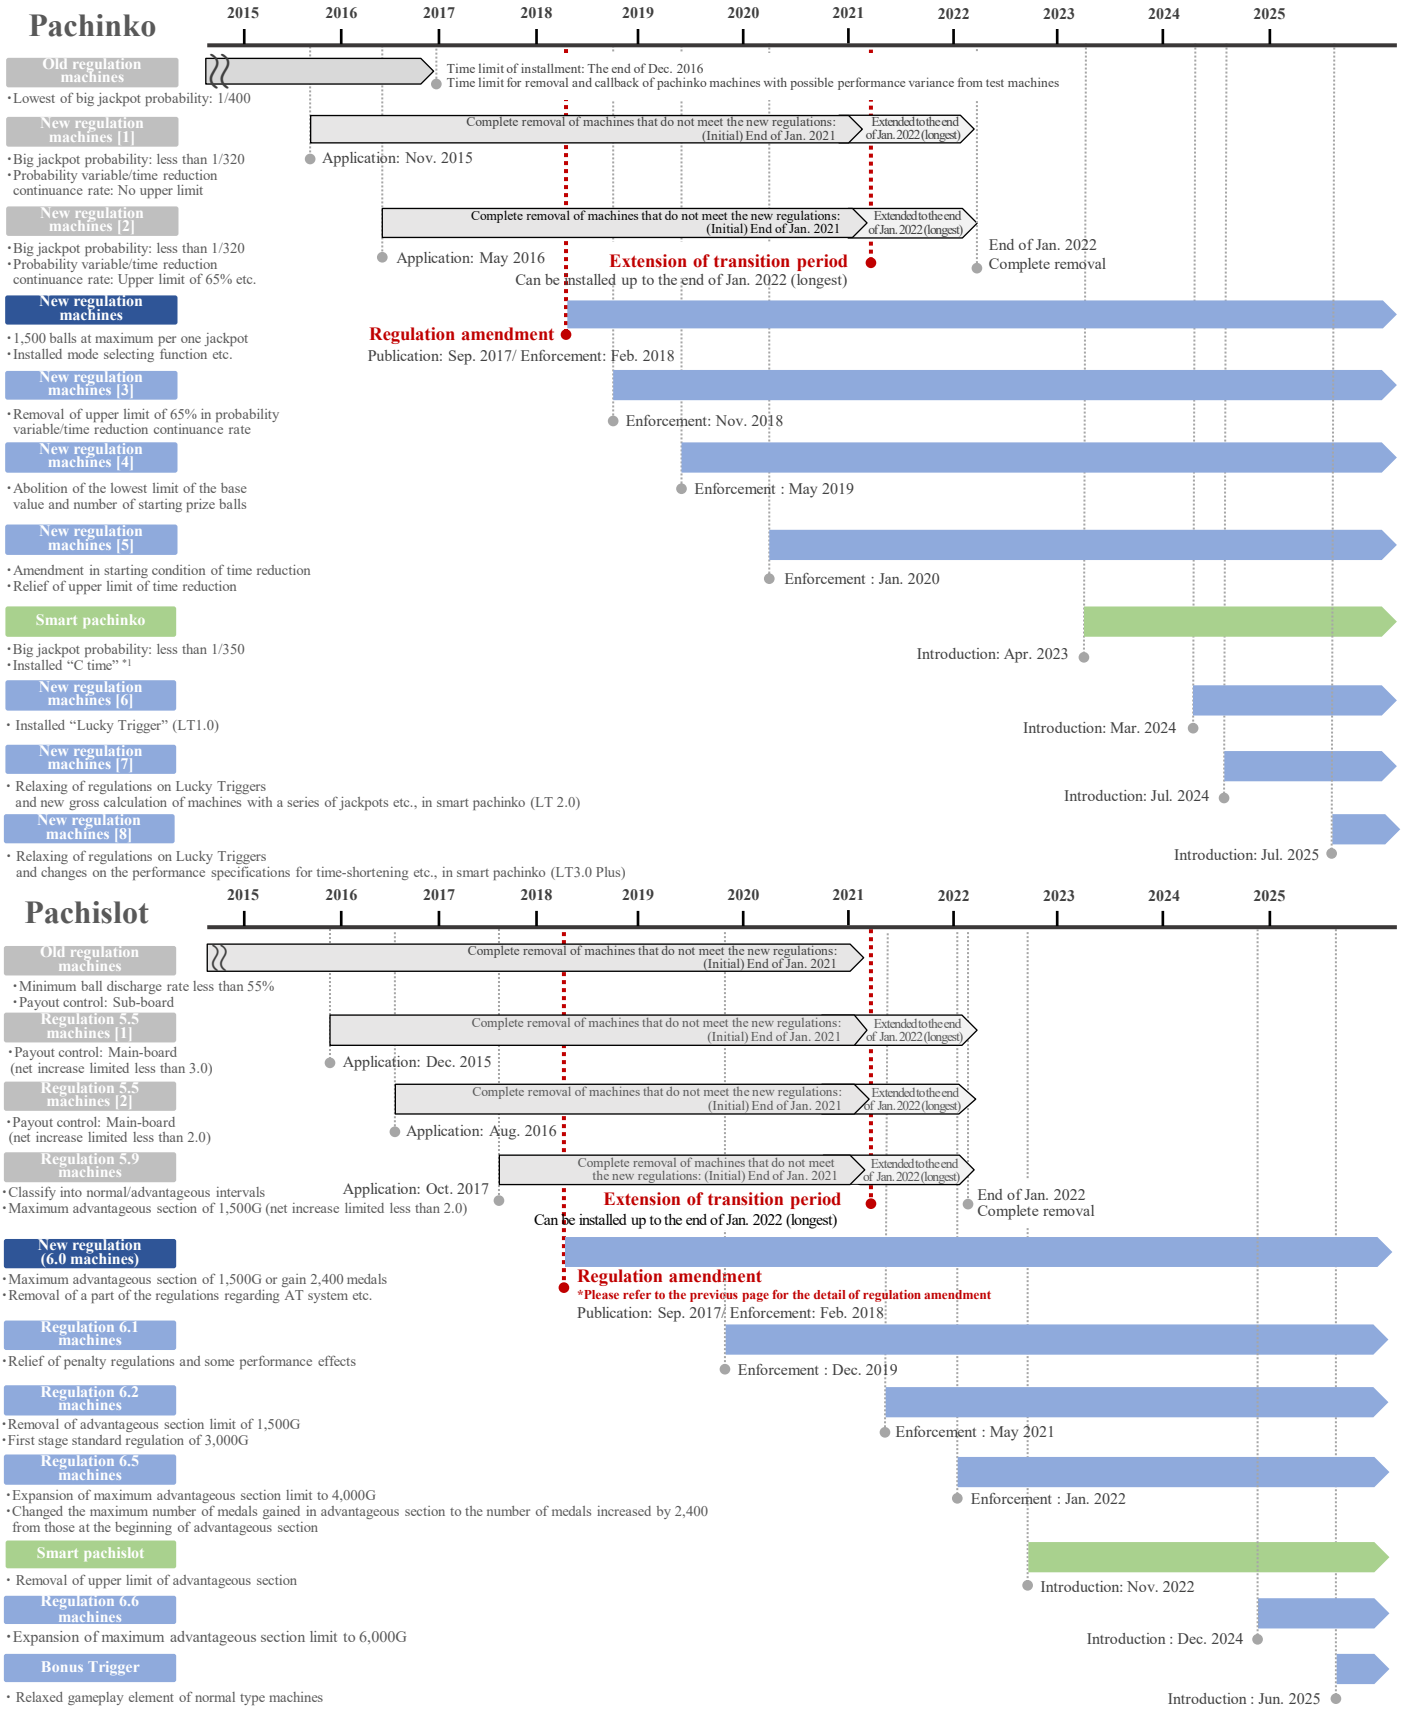 Pachinko
2015 2016 2017 2018 2019 2020 2021 2022 2023 2024 2025
Old regulation
machines
・Lowest of big jackpot probability: 1/400
Time limit of installment: The end of Dec. 2016
Time limit for removal and callback of pachinko machines with possible performance variance from test machines
New regulation
machines [1]
・Big jackpot probability: less than 1/320
・Probability variable/time reduction
continuance rate: No upper limit
Complete removal of machines that do not meet the new regulations:
(Initial) End of Jan. 2021
Extended to the end
of Jan. 2022 (longest)
Application: Nov. 2015
New regulation
machines [2]
・Big jackpot probability: less than 1/320
・Probability variable/time reduction
continuance rate: Upper limit of 65% etc.
Complete removal of machines that do not meet the new regulations:
(Initial) End of Jan. 2021
Extended to the end
of Jan. 2022 (longest)
Application: May 2016
Extension of transition period
Can be installed up to the end of Jan. 2022 (longest)
End of Jan. 2022
Complete removal
New regulation
machines
・1,500 balls at maximum per one jackpot
・Installed mode selecting function etc.
Regulation amendment
Publication: Sep. 2017/ Enforcement: Feb. 2018
New regulation
machines [3]
・Removal of upper limit of 65% in probability
variable/time reduction continuance rate
Enforcement: Nov. 2018
New regulation
machines [4]
・Abolition of the lowest limit of the base
value and number of starting prize balls
Enforcement : May 2019
New regulation
machines [5]
・Amendment in starting condition of time reduction
・Relief of upper limit of time reduction
Enforcement : Jan. 2020
Smart pachinko
・Big jackpot probability: less than 1/350
・Installed “C time” *1
Introduction: Apr. 2023
New regulation
machines [6]
・ Installed “Lucky Trigger” (LT1.0)
Introduction: Mar. 2024
New regulation
machines [7]
・ Relaxing of regulations on Lucky Triggers
and new gross calculation of machines with a series of jackpots etc., in smart pachinko (LT 2.0)
Introduction: Jul. 2024
New regulation
machines [8]
・ Relaxing of regulations on Lucky Triggers
and changes on the performance specifications for time-shortening etc., in smart pachinko (LT3.0 Plus)
Introduction: Jul. 2025
Pachislot
2015 2016 2017 2018 2019 2020 2021 2022 2023 2024 2025
Old regulation
machines
・Minimum ball discharge rate less than 55%
・Payout control: Sub-board
Complete removal of machines that do not meet the new regulations:
(Initial) End of Jan. 2021
Regulation 5.5
machines [1]
・Payout control: Main-board
(net increase limited less than 3.0)
Complete removal of machines that do not meet the new regulations:
(Initial) End of Jan. 2021
Extended to the end
of Jan. 2022 (longest)
Application: Dec. 2015
Regulation 5.5
machines [2]
・Payout control: Main-board
(net increase limited less than 2.0)
Complete removal of machines that do not meet the new regulations:
(Initial) End of Jan. 2021
Extended to the end
of Jan. 2022 (longest)
Application: Aug. 2016
Regulation 5.9
machines
・Classify into normal/advantageous intervals
・Maximum advantageous section of 1,500G (net increase limited less than 2.0)
Complete removal of machines that do not meet
the new regulations: (Initial) End of Jan. 2021
Extended to the end
of Jan. 2022 (longest)
Application: Oct. 2017
Extension of transition period
Can be installed up to the end of Jan. 2022 (longest)
End of Jan. 2022
Complete removal
New regulation
(6.0 machines)
・Maximum advantageous section of 1,500G or gain 2,400 medals
・Removal of a part of the regulations regarding AT system etc.
Regulation amendment
*Please refer to the previous page for the detail of regulation amendment
Publication: Sep. 2017/ Enforcement: Feb. 2018
Regulation 6.1
machines
・Relief of penalty regulations and some performance effects
Enforcement : Dec. 2019
Regulation 6.2
machines
・Removal of advantageous section limit of 1,500G
・First stage standard regulation of 3,000G
Enforcement : May 2021
Regulation 6.5
machines
・Expansion of maximum advantageous section limit to 4,000G
・Changed the maximum number of medals gained in advantageous section to the number of medals increased by 2,400
from those at the beginning of advantageous section
Enforcement : Jan. 2022
Smart pachislot
・ Removal of upper limit of advantageous section
Introduction: Nov. 2022
Regulation 6.6
machines
・Expansion of maximum advantageous section limit to 6,000G
Introduction : Dec. 2024
Bonus Trigger
・ Relaxed gameplay element of normal type machines
Introduction : Jun. 2025